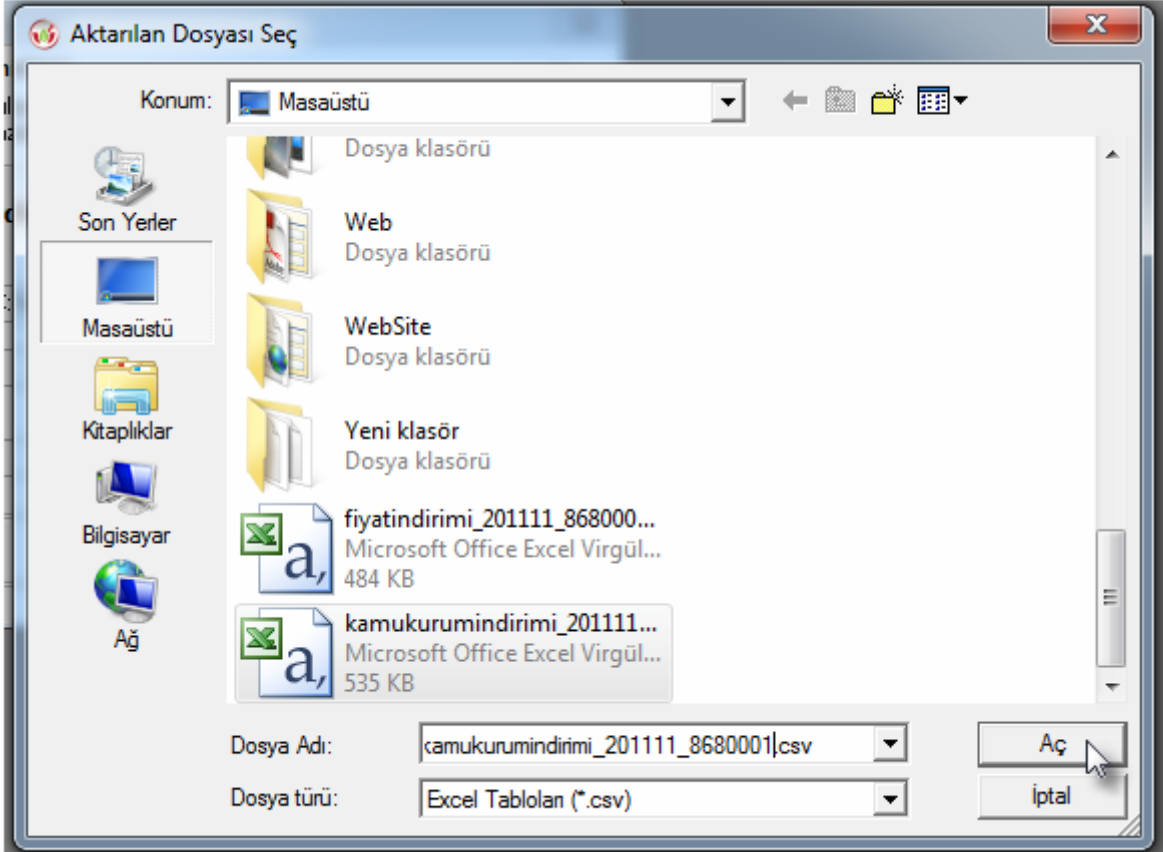 Aktarılan Dosyası Seç
Konum:
Masaüstü
Dosya klasörü
Web
Dosya klasörü
WebSite
Dosya klasörü
Yeni klasör
Dosya klasörü
fiyatindirimi_201111_868000...
Microsoft Office Excel Virgül...
484 KB
kamukurumindirimi_201111...
Microsoft Office Excel Virgül...
535 KB
Son Yerler
Masaüstü
Kitaplıklar
Bilgisayar
Ağ
Dosya Adı:
kamukurumindirimi_201111_8680001.csv
Aç
Dosya türü:
Excel Tabloları (*.csv)
İptal